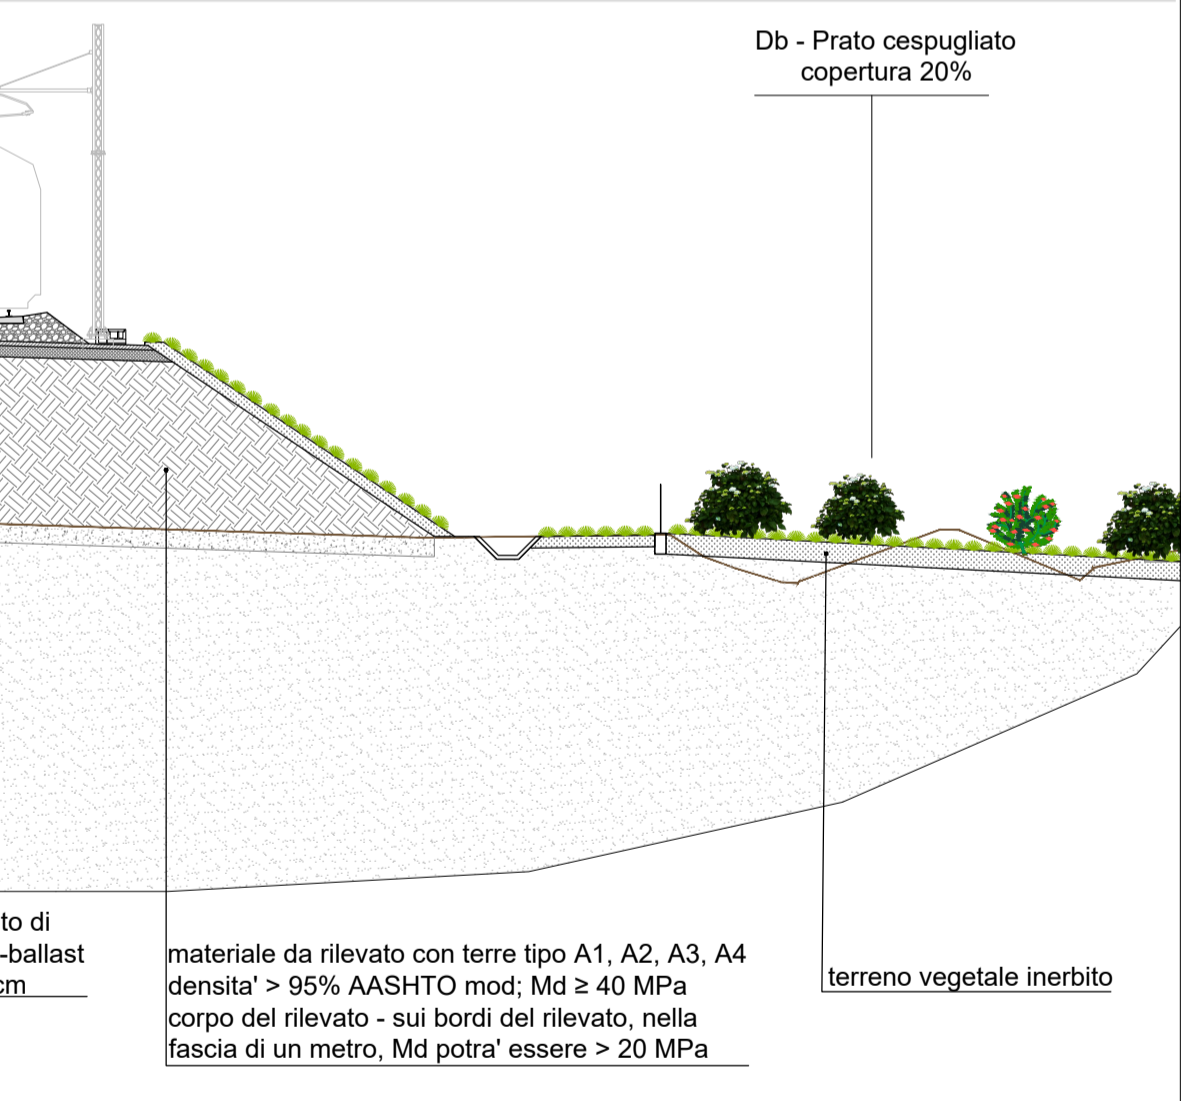 Db - Prato cespugliato
copertura 20%
to di
-ballast
cm
materiale da rilevato con terre tipo A1, A2, A3, A4
densita' > 95% AASHTO mod; Md ≥ 40 MPa
corpo del rilevato - sui bordi del rilevato, nella
fascia di un metro, Md potra' essere > 20 MPa
terreno vegetale inerbito